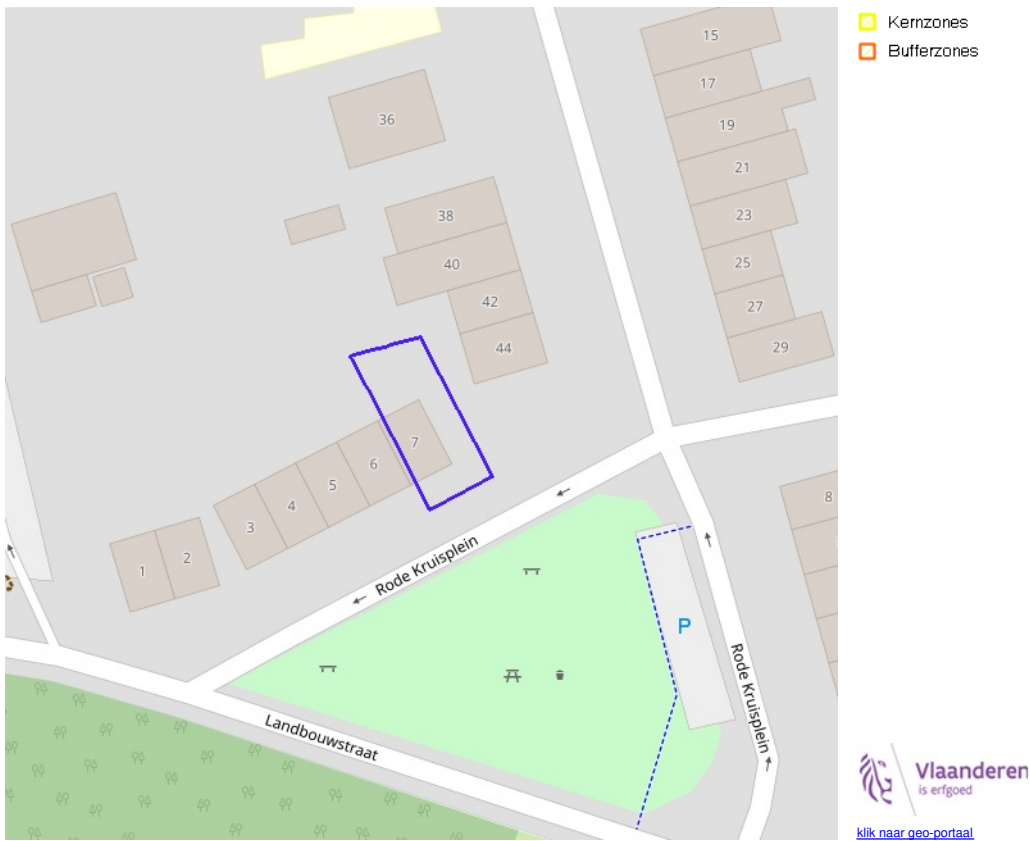 Kernzones
Bufferzones
15
17
36
19
21
38
23
40
25
42
27
44
29
7
6
5
8
4
3
2
1
Rode Kruisplein
P
Rode Kruisplein
Landbouwstraat
Vlaanderen
is erfgoed
klik naar geo-portaal